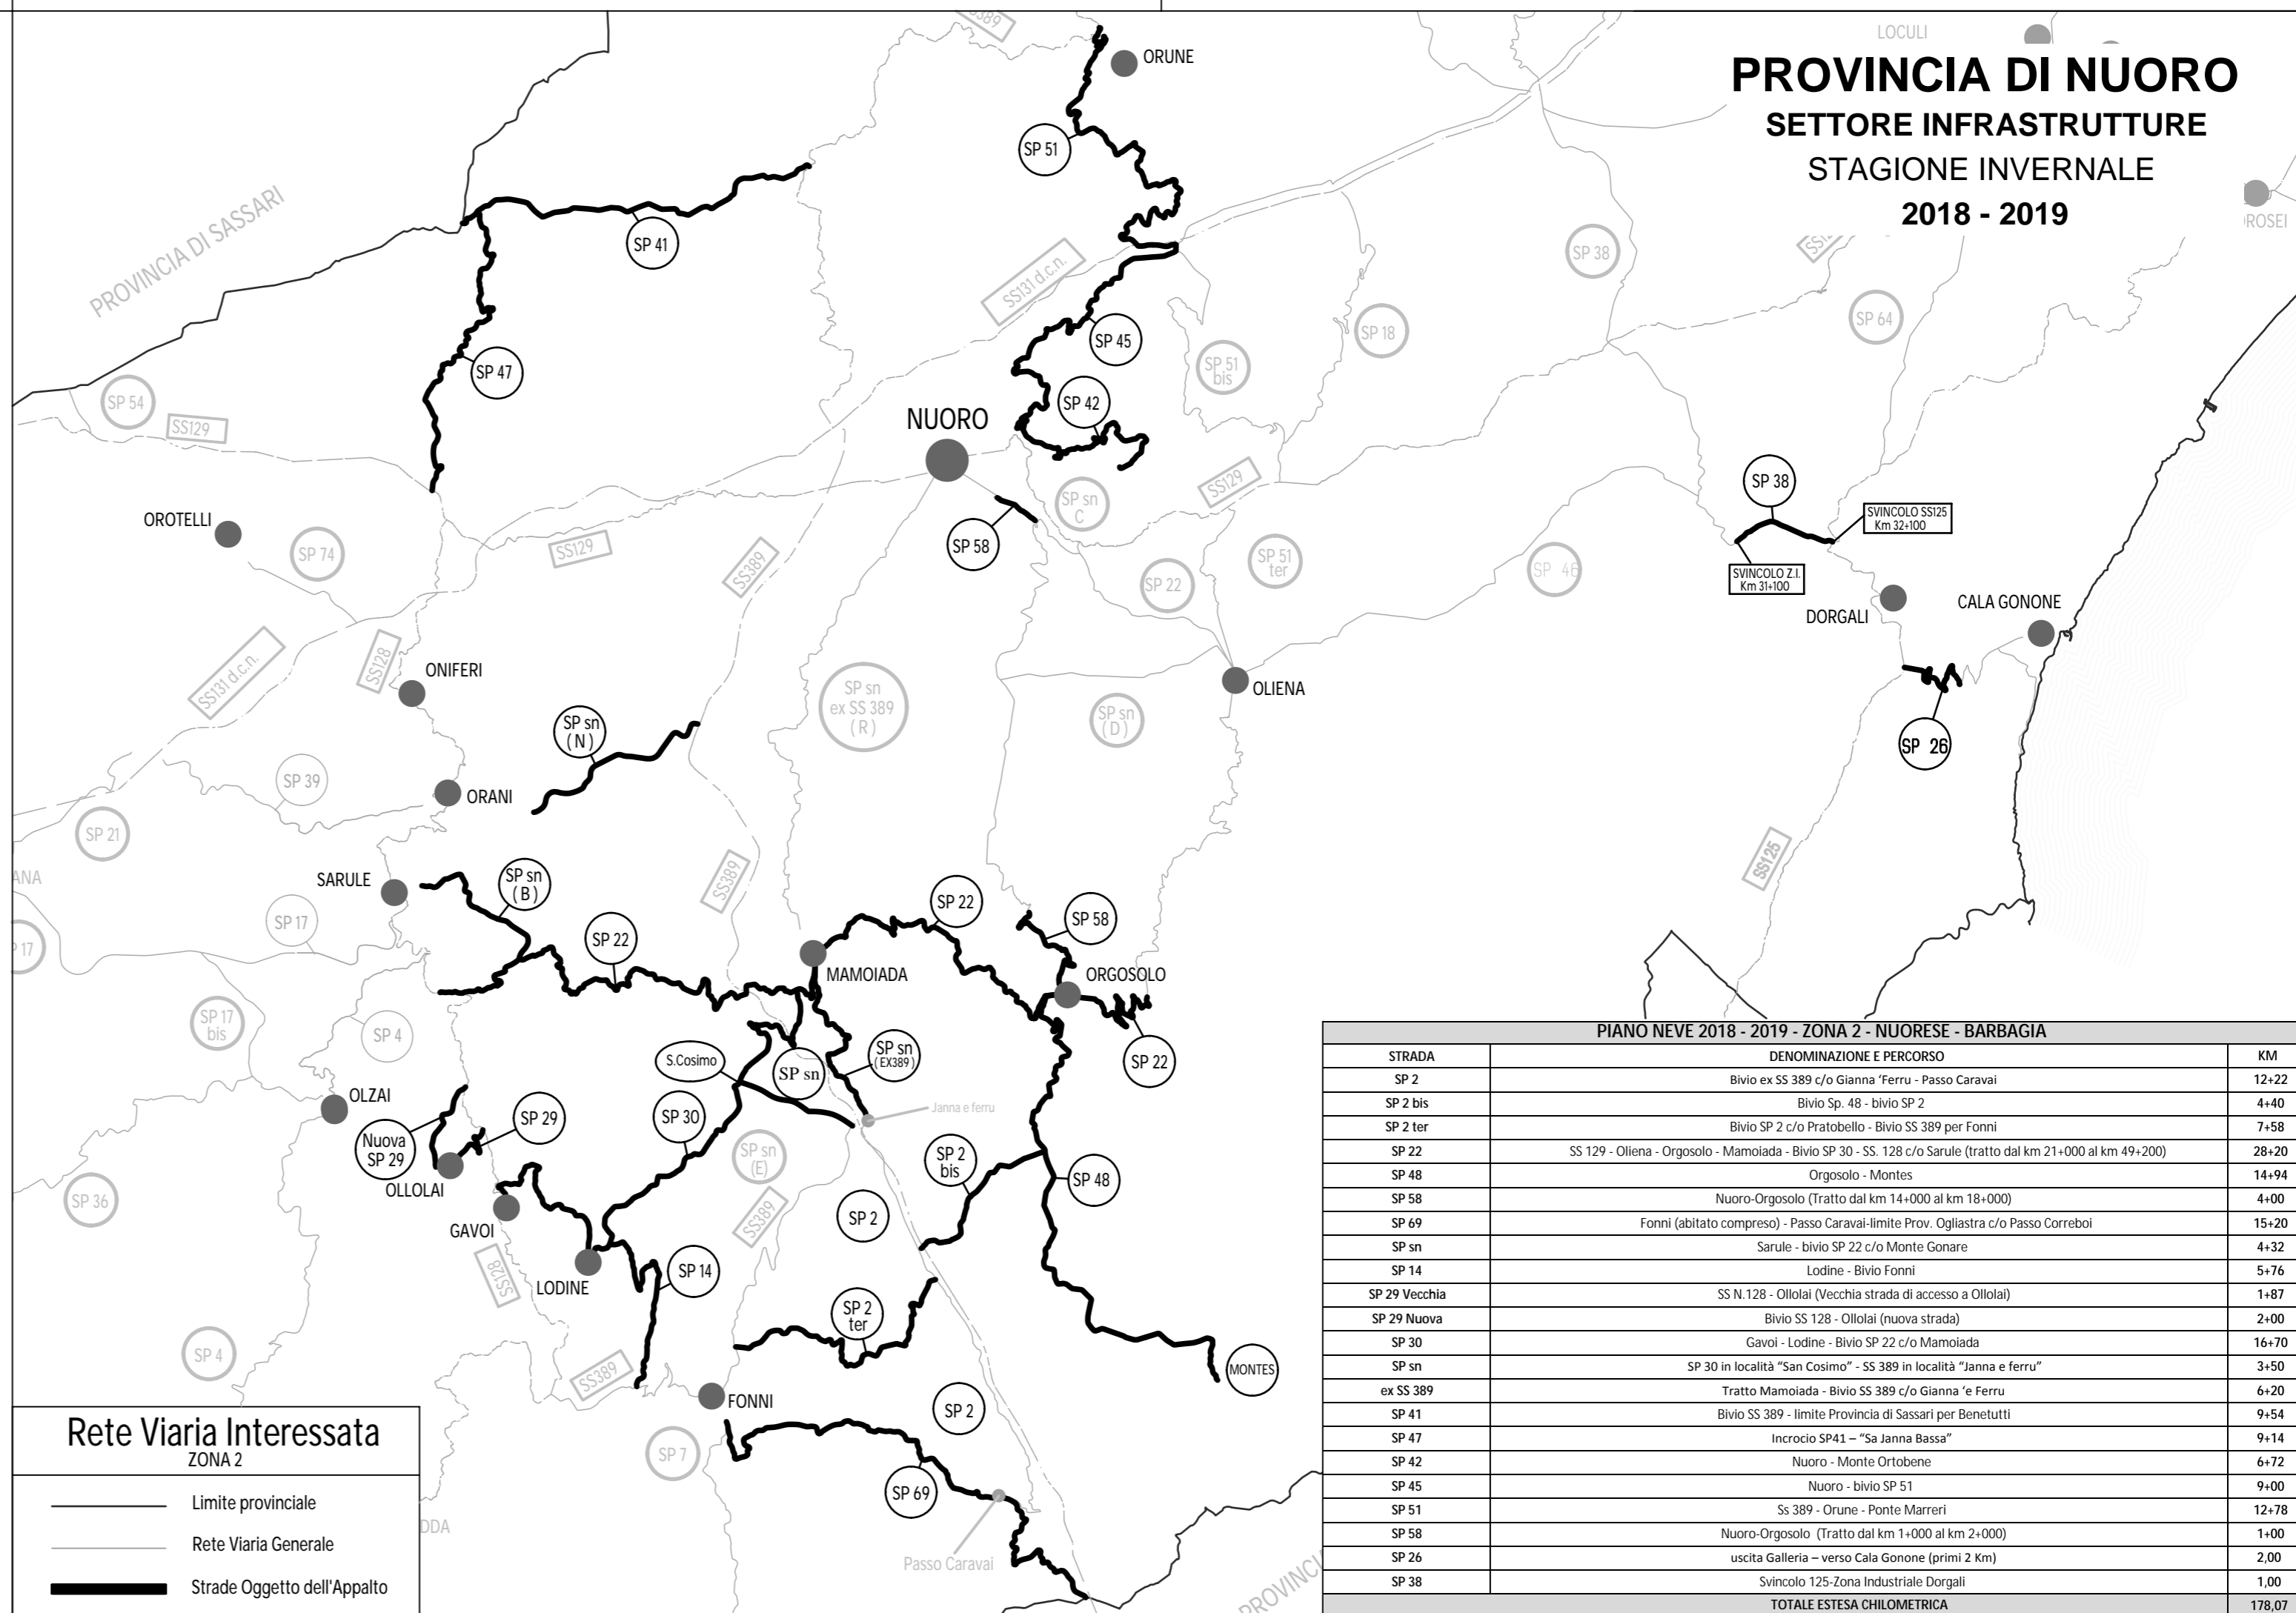 LOCULI
PROVINCIA DI NUORO
SETTORE INFRASTRUTTURE
STAGIONE INVERNALE
2018 - 2019
ROSEI
ORUNE
SP 51
PROVINCIA DI SASSARI
SP 41
SS131 d.c.n.
SP 38
SP 64
SP 18
SP 45
SP 51
bis
SP 47
SP 54
SS129
SP 42
NUORO
SP sn
C
SS129
SP 38
SVINCOLO SS125
Km 32+100
SVINCOLO Z.I.
Km 31+100
OROTELLI
SP 74
SS129
SS389
SP 58
SP 22
SP 51
ter
SP 46
DORGALI
CALA GONONE
SS131 d.c.n.
SS128
ONIFERI
SP sn
ex SS 389
(R)
OLIENA
SP sn
(D)
SP sn
(N)
SP 26
SP 39
ORANI
SP 21
SS125
SARULE
SP sn
(B)
SS389
ANA
SP 17
SP 22
SP 22
SP 58
MAMOIADA
ORGOSOLO
SP 17
bis
SP 4
S.Cosimo
SP sn
SP sn
(EX389)
SP 22
OLZAI
SP 29
SP 30
Janna e ferru
Nuova
SP 29
SP sn
(E)
SP 2
bis
SP 48
OLLOLAI
SP 36
GAVOI
SS389
SP 2
SS128
LODINE
SP 14
SP 2
ter
SP 4
SS389
MONTES
FONNI
SP 2
SP 7
SP 69
Passo Caravai
DDA
Rete Viaria Interessata
ZONA 2
Limite provinciale
Rete Viaria Generale
Strade Oggetto dell'Appalto
PIANO NEVE 2018 - 2019 - ZONA 2 - NUORESE - BARBAGIA
STRADA DENOMINAZIONE E PERCORSO KM
SP 2 Bivio ex SS 389 c/o Gianna ‘Ferru - Passo Caravai 12+22
SP 2 bis Bivio Sp. 48 - bivio SP 2 4+40
SP 2 ter Bivio SP 2 c/o Pratobello - Bivio SS 389 per Fonni 7+58
SP 22 SS 129 - Oliena - Orgosolo - Mamoiada - Bivio SP 30 - SS. 128 c/o Sarule (tratto dal km 21+000 al km 49+200) 28+20
SP 48 Orgosolo - Montes 14+94
SP 58 Nuoro-Orgosolo (Tratto dal km 14+000 al km 18+000) 4+00
SP 69 Fonni (abitato compreso) - Passo Caravai-limite Prov. Ogliastra c/o Passo Correboi 15+20
SP sn Sarule - bivio SP 22 c/o Monte Gonare 4+32
SP 14 Lodine - Bivio Fonni 5+76
SP 29 Vecchia SS N.128 - Ollolai (Vecchia strada di accesso a Ollolai) 1+87
SP 29 Nuova Bivio SS 128 - Ollolai (nuova strada) 2+00
SP 30 Gavoi - Lodine - Bivio SP 22 c/o Mamoiada 16+70
SP sn SP 30 in località “San Cosimo” - SS 389 in località “Janna e ferru” 3+50
ex SS 389 Tratto Mamoiada - Bivio SS 389 c/o Gianna ‘e Ferru 6+20
SP 41 Bivio SS 389 - limite Provincia di Sassari per Benetutti 9+54
SP 47 Incrocio SP41 – “Sa Janna Bassa” 9+14
SP 42 Nuoro - Monte Ortobene 6+72
SP 45 Nuoro - bivio SP 51 9+00
SP 51 Ss 389 - Orune - Ponte Marreri 12+78
SP 58 Nuoro-Orgosolo (Tratto dal km 1+000 al km 2+000) 1+00
SP 26 uscita Galleria – verso Cala Gonone (primi 2 Km) 2,00
SP 38 Svincolo 125-Zona Industriale Dorgali 1,00
TOTALE ESTESA CHILOMETRICA 178,07